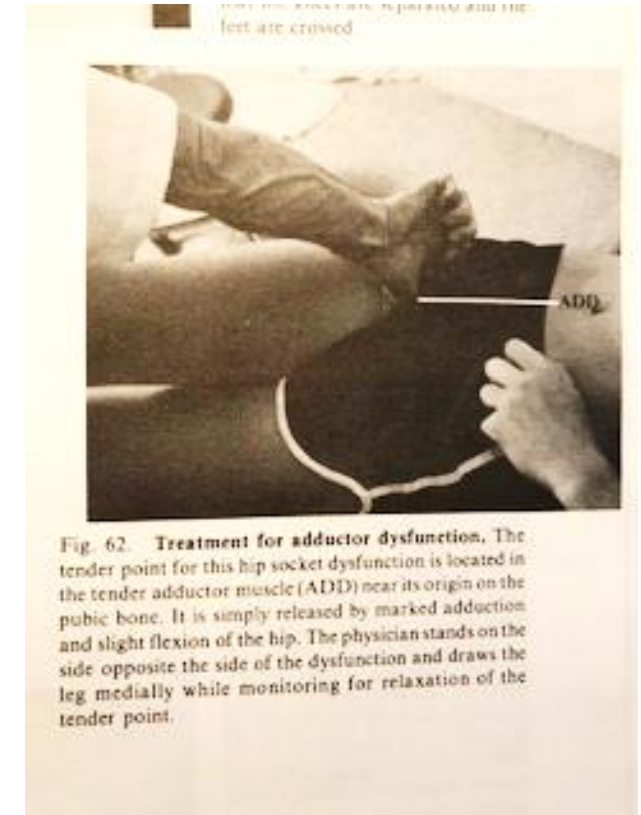 feet are crossed
ADD
Fig. 62. Treatment for adductor dysfunction. The
tender point for this hip socket dysfunction is located in
the tender adductor muscle (ADD) near its origin on the
pubic bone. It is simply released by marked adduction
and slight flexion of the hip. The physician stands on the
side opposite the side of the dysfunction and draws the
leg medially while monitoring for relaxation of the
tender point.